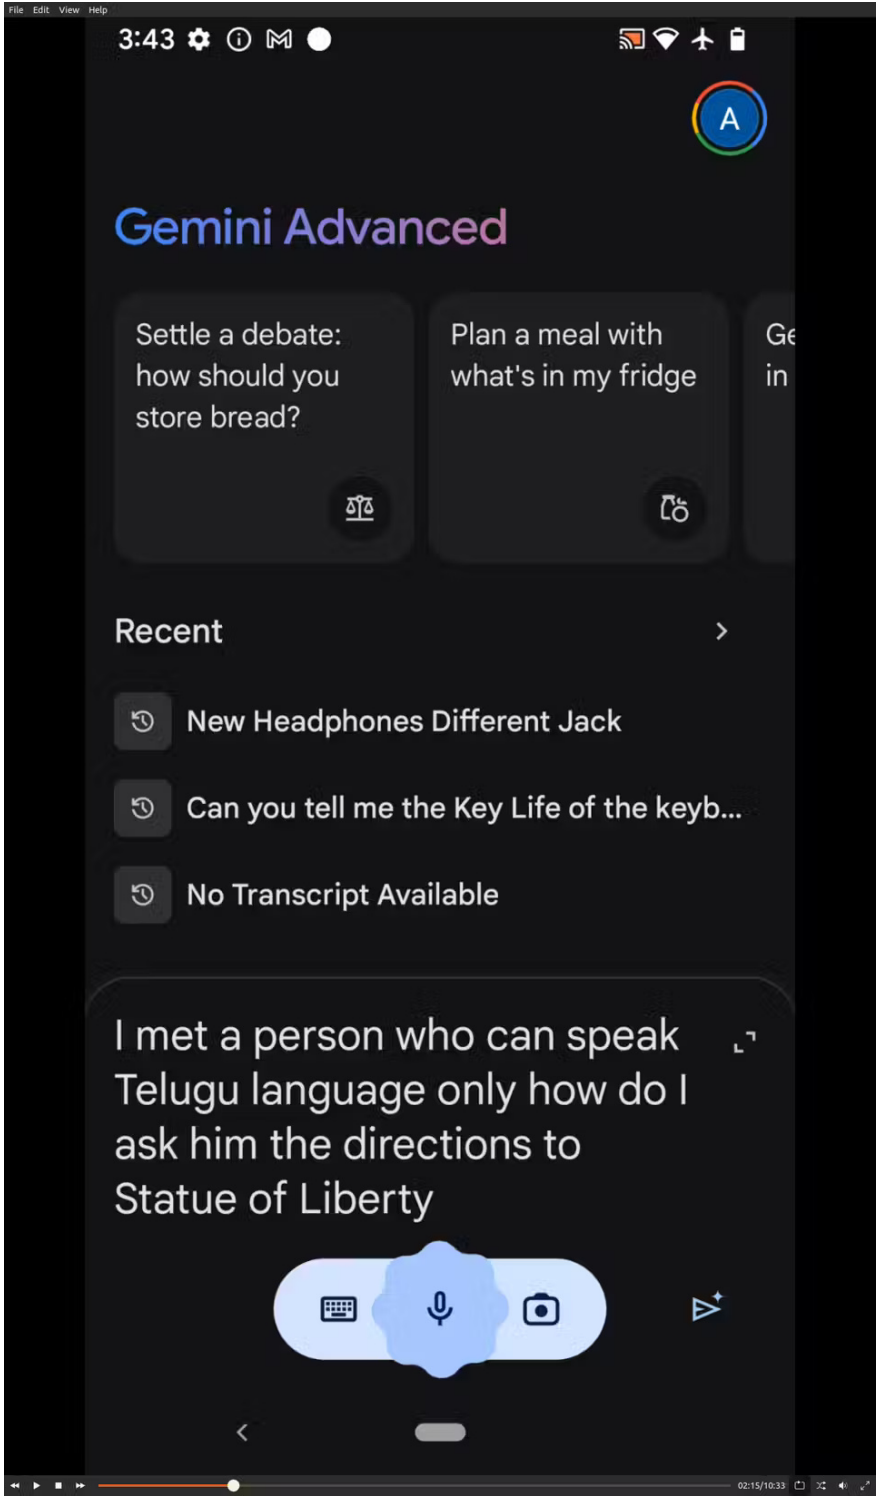 File Edit View Help
3:43
A
Gemini Advanced
Settle a debate:
how should you
store bread?
Plan a meal with
what's in my fridge
Ge
in
Recent
New Headphones Different Jack
Can you tell me the Key Life of the keyb...
No Transcript Available
I met a person who can speak
Telugu language only how do I
ask him the directions to
Statue of Liberty
02:15/10:33